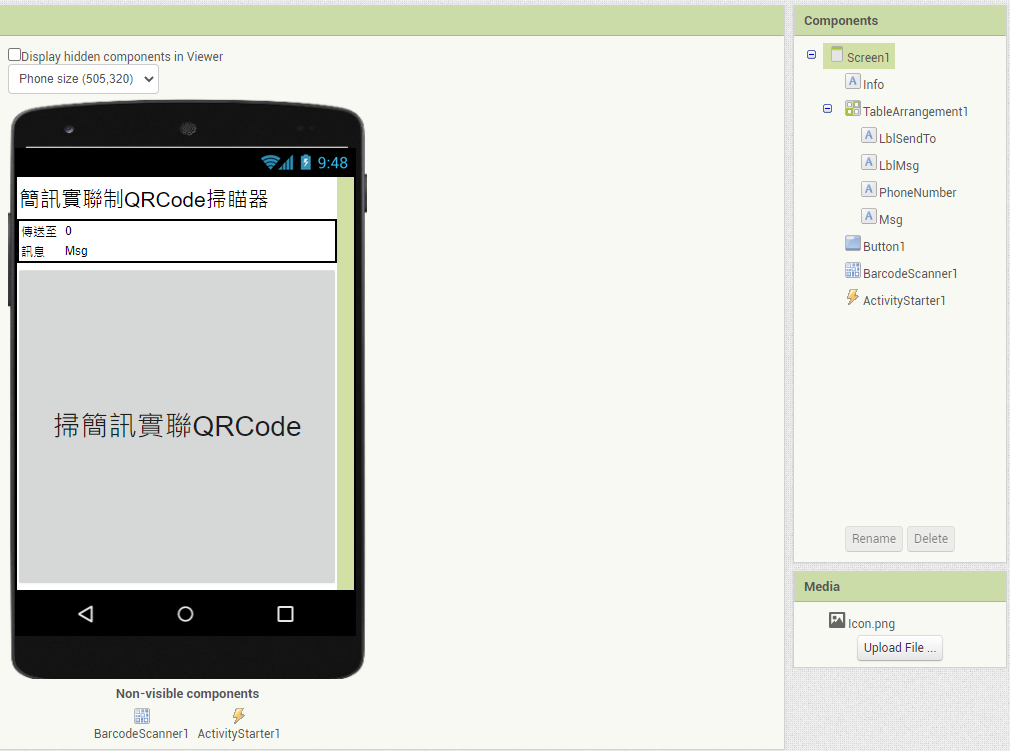 Display hidden components in Viewer
Phone size (505,320)
9:48
簡訊實聯制QRCode掃瞄器
傳送至 0
訊息 Msg
掃簡訊實聯QRCode
Non-visible components
BarcodeScanner1 ActivityStarter1
Components
Screen1
Info
TableArrangement1
LblSendTo
LblMsg
PhoneNumber
Msg
Button1
BarcodeScanner1
ActivityStarter1
Rename Delete
Media
Icon.png
Upload File ...